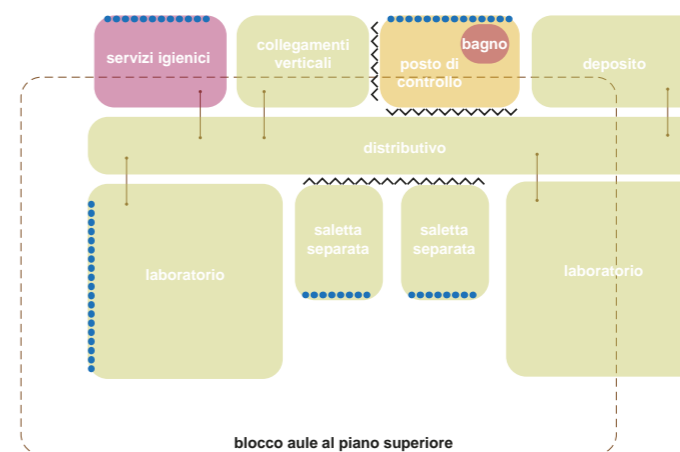 servizi igienici
collegamenti
verticali
bagno
posto di
controllo
deposito
distributivo
saletta
separata
saletta
separata
laboratorio
laboratorio
blocco aule al piano superiore